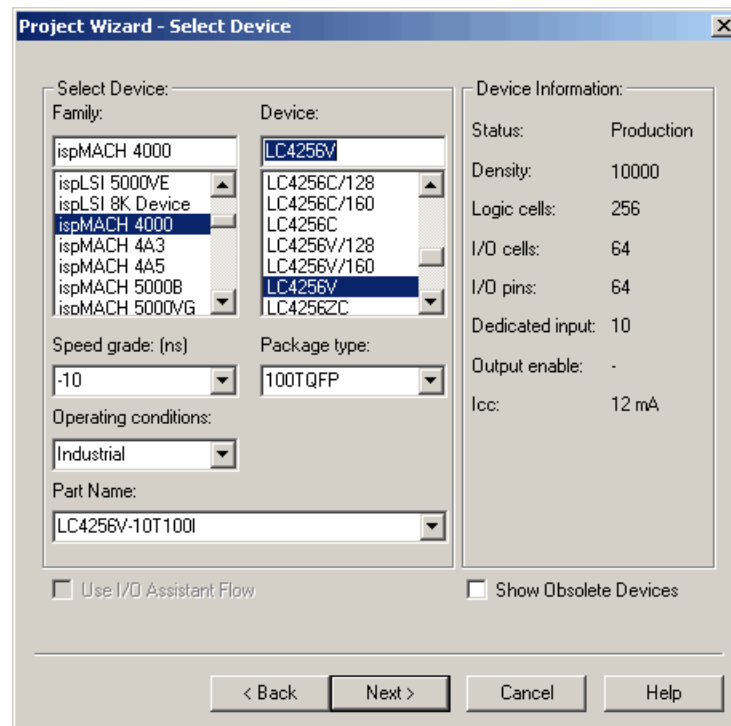 Project Wizard - Select Device
Select Device:
Family:
Device:
ispMACH 4000
LC4256V
ispLSI 5000VE
ispLSI 8K Device
ispMACH 4000
ispMACH 4A3
ispMACH 4A5
ispMACH 5000B
ispMACH 5000VG
LC4256C/128
LC4256C/160
LC4256C
LC4256V/128
LC4256V/160
LC4256V
LC4256ZC
Speed grade: (ns)
Package type:
-10
100TQFP
Operating conditions:
Industrial
Part Name:
LC4256V-10T100I
Device Information:
Status: Production
Density: 10000
Logic cells: 256
I/O cells: 64
I/O pins: 64
Dedicated input: 10
Output enable: -
Icc: 12 mA
Use I/O Assistant Flow
Show Obsolete Devices
< Back
Next >
Cancel
Help